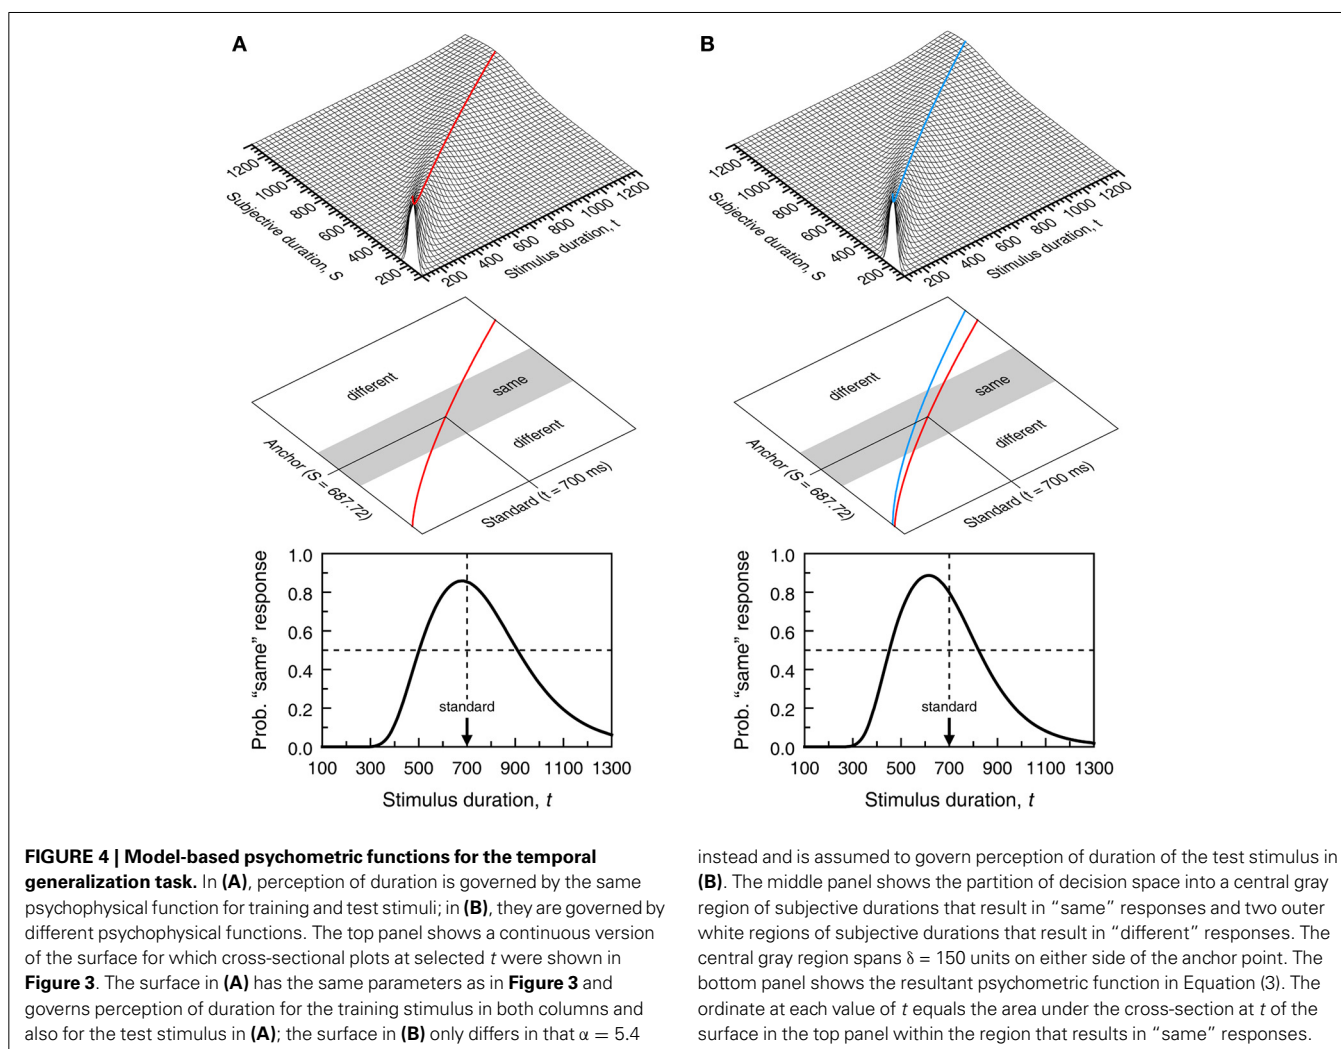 A
B
1200
1000
800
600
400
200
Subjective duration, S
200
400
600
800
1000
1200
Stimulus duration, t
1200
1000
800
600
400
200
Subjective duration, S
200
400
600
800
1000
1200
Stimulus duration, t
different
same
different
Anchor (S = 687.72)
Standard (t = 700 ms)
different
same
different
Anchor (S = 687.72)
Standard (t = 700 ms)
Prob. “same” response
1.0
0.8
0.6
0.4
0.2
0.0
standard
100 300 500 700 900 1100 1300
Stimulus duration, t
Prob. “same” response
1.0
0.8
0.6
0.4
0.2
0.0
standard
100 300 500 700 900 1100 1300
Stimulus duration, t
FIGURE 4 | Model-based psychometric functions for the temporal
generalization task. In (A), perception of duration is governed by the same
psychophysical function for training and test stimuli; in (B), they are governed by
different psychophysical functions. The top panel shows a continuous version
of the surface for which cross-sectional plots at selected t were shown in
Figure 3. The surface in (A) has the same parameters as in Figure 3 and
governs perception of duration for the training stimulus in both columns and
also for the test stimulus in (A); the surface in (B) only differs in that α = 5.4
instead and is assumed to govern perception of duration of the test stimulus in
(B). The middle panel shows the partition of decision space into a central gray
region of subjective durations that result in “same” responses and two outer
white regions of subjective durations that result in “different” responses. The
central gray region spans δ = 150 units on either side of the anchor point. The
bottom panel shows the resultant psychometric function in Equation (3). The
ordinate at each value of t equals the area under the cross-section at t of the
surface in the top panel within the region that results in “same” responses.